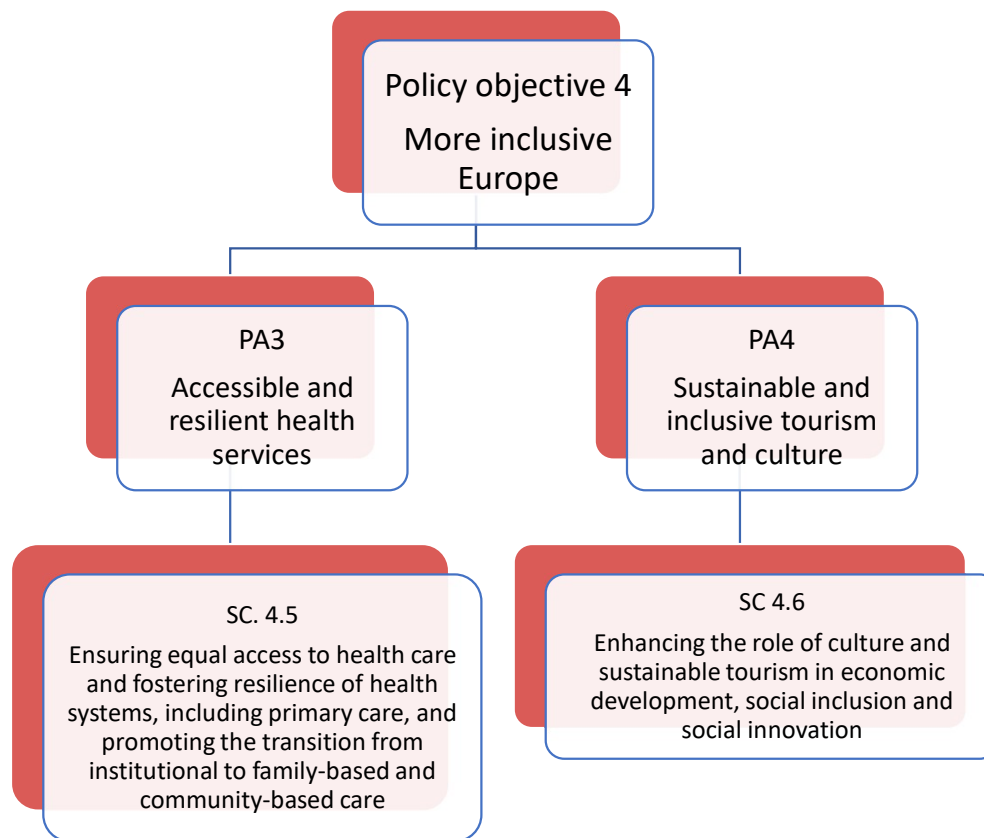 Policy objective 4
More inclusive
Europe
PA3
Accessible and
resilient health
services
PA4
Sustainable and
inclusive tourism
and culture
SC. 4.5
Ensuring equal access to health care
and fostering resilience of health
systems, including primary care, and
promoting the transition from
institutional to family-based and
community-based care
SC 4.6
Enhancing the role of culture and
sustainable tourism in economic
development, social inclusion and
social innovation